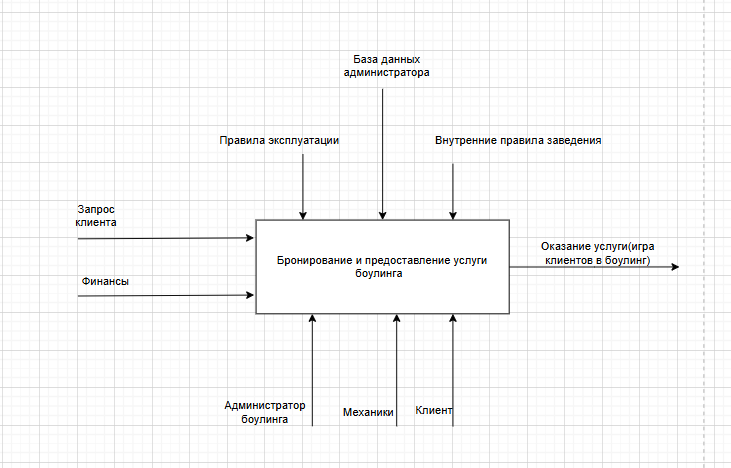 База данных
администратора
Правила эксплуатации
Внутренние правила заведения
Запрос
клиента
Финансы
Бронирование и предоставление услуги
боулинга
Оказание услуги(игра
клиентов в боулинг)
Администратор
боулинга
Механики
Клиент